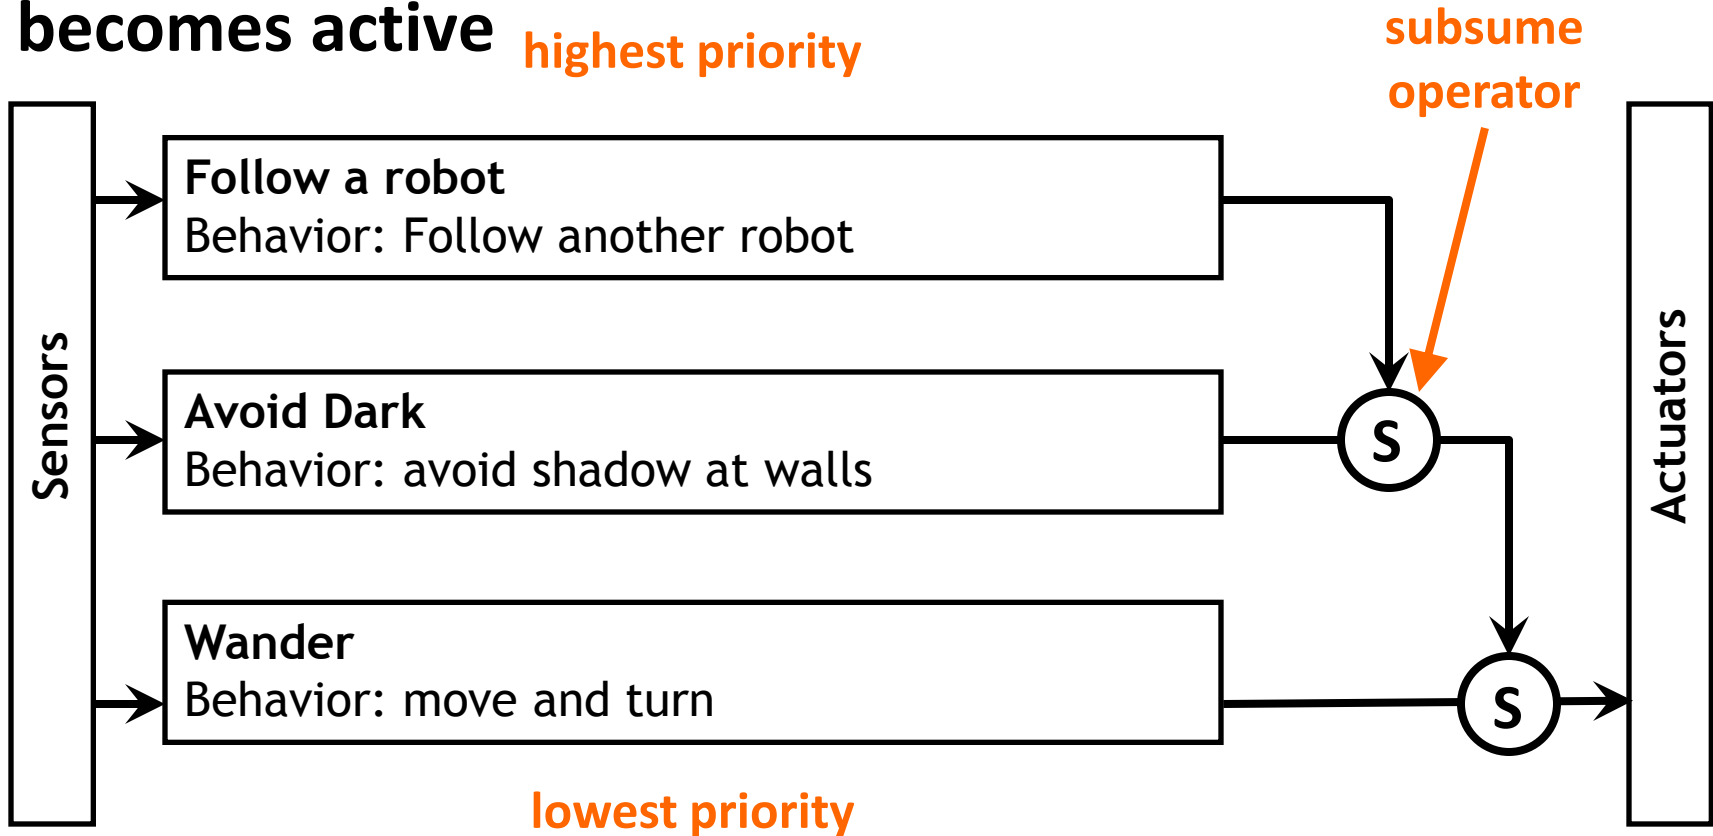 becomes active
highest priority
subsume
operator
Sensors
Follow a robot
Behavior: Follow another robot
Avoid Dark
Behavior: avoid shadow at walls
S
Wander
Behavior: move and turn
S
Actuators
lowest priority